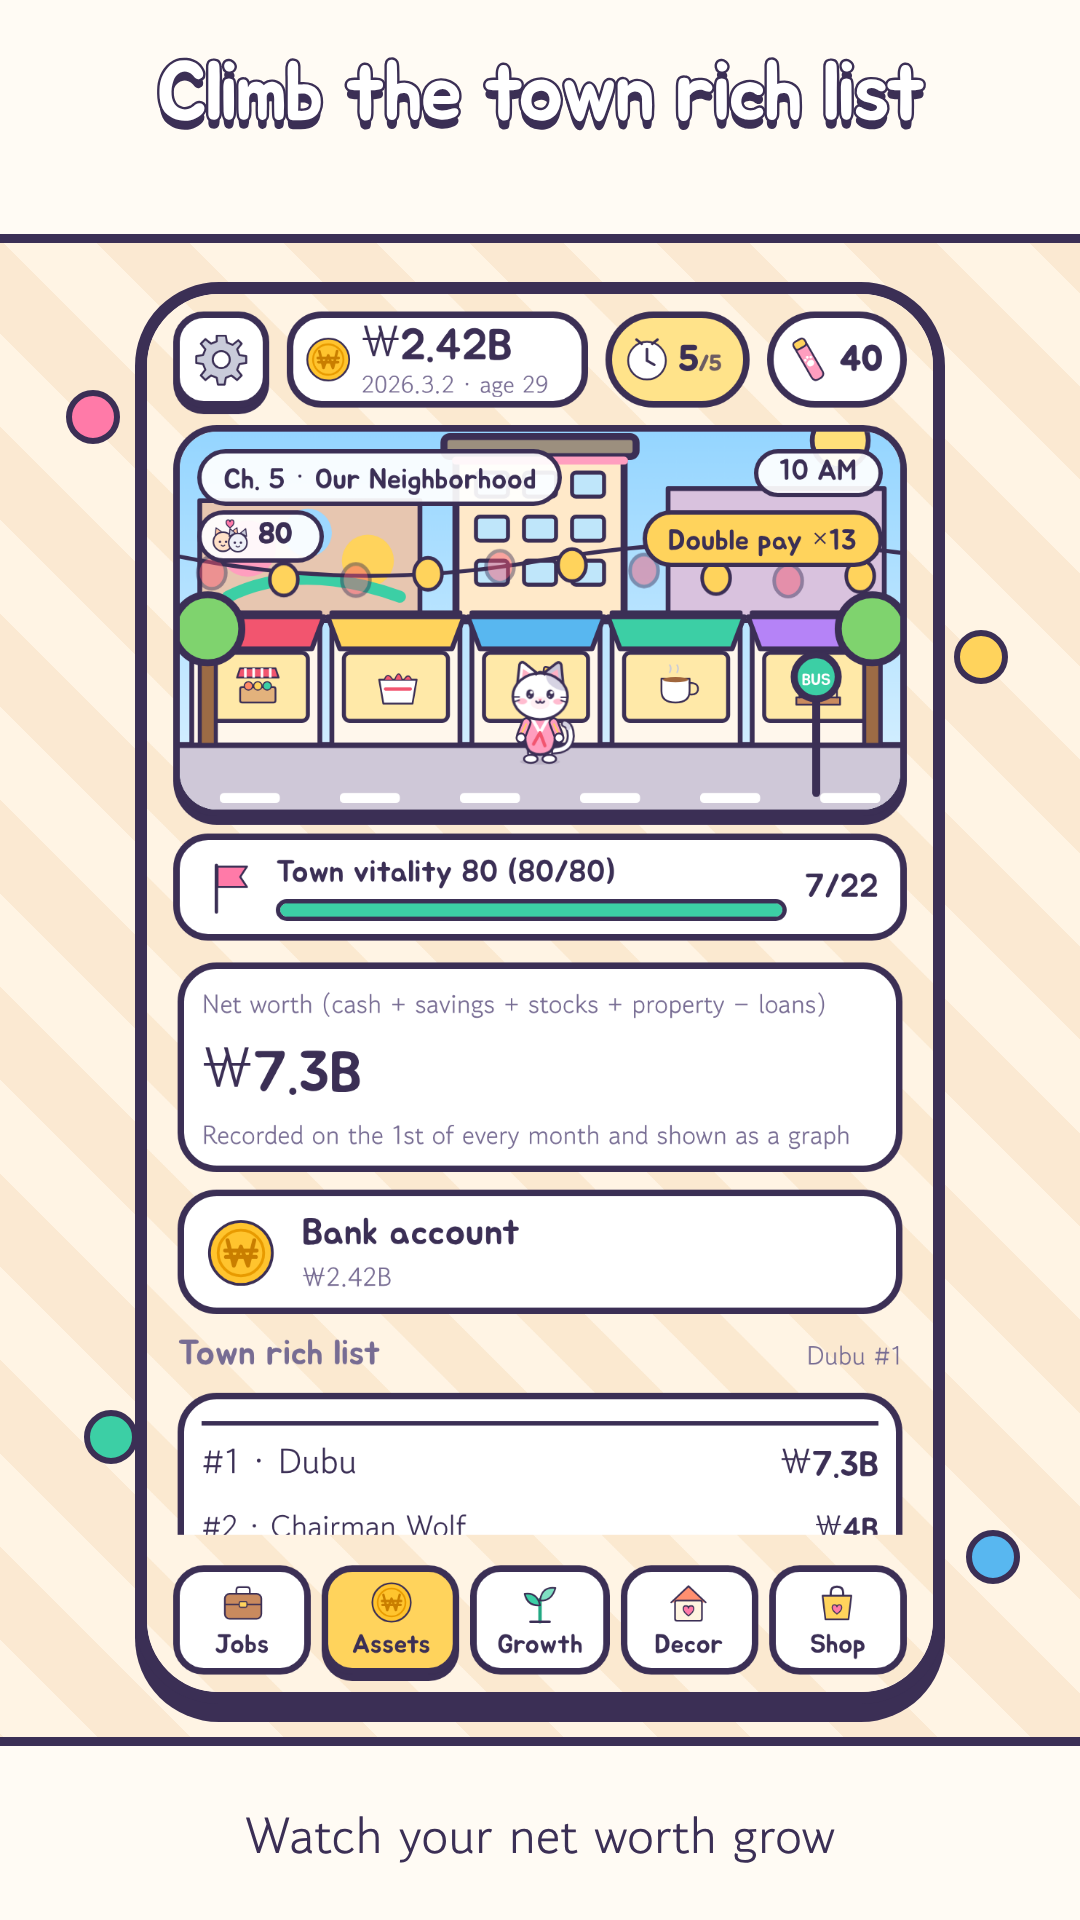 Climb the town rich list
₩2.42B
2026.3.2 · age 29
5/5
40
Ch. 5 · Our Neighborhood
10 AM
80
Double pay ×13
BUS
Town vitality 80 (80/80)
7/22
Net worth (cash + savings + stocks + property − loans)
₩7.3B
Recorded on the 1st of every month and shown as a graph
Bank account
₩2.42B
Town rich list
Dubu #1
#1 · Dubu
₩7.3B
#2 · Chairman Wolf
₩4B
Jobs
Assets
Growth
Decor
Shop
Watch your net worth grow